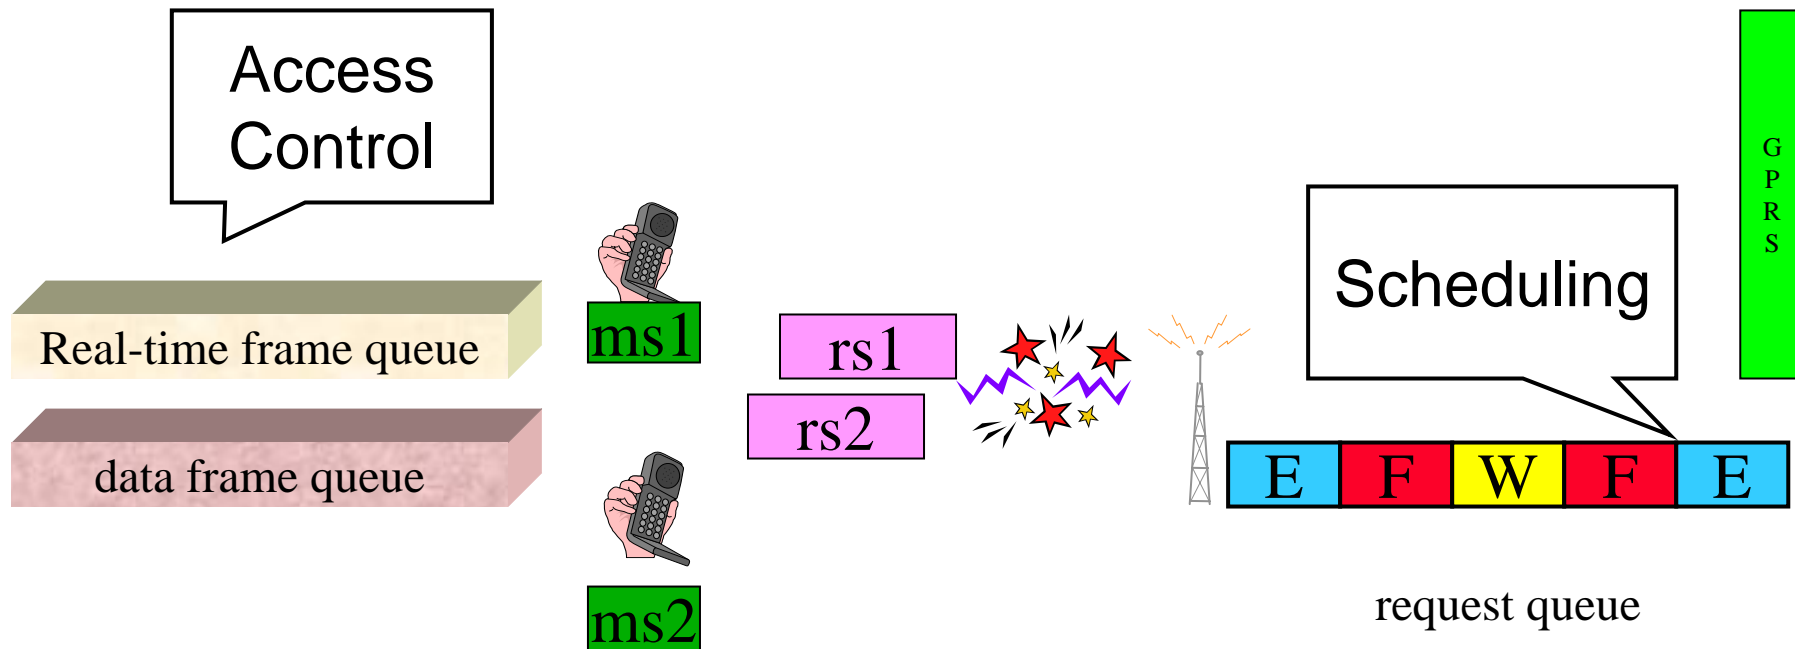 Access
Control
G
P
R
S
Scheduling
ms1
rs1
Real-time frame queue
rs2
data frame queue
E F W F E
request queue
ms2